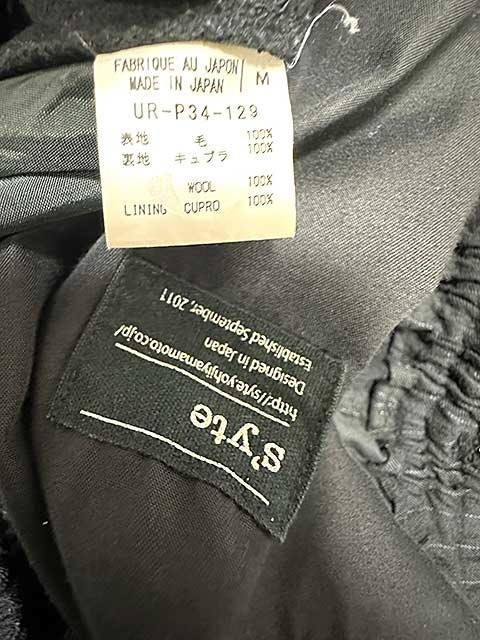 FABRIQUE AU JAPON
MADE IN JAPAN / M
UR-P34-129
表地 毛 100%
裏地 キュプラ 100%
WOOL 100%
LINING CUPRO 100%
s'yte
http://syte.yohjiyamamoto.co.jp/
Designed in Japan
Established September, 2011